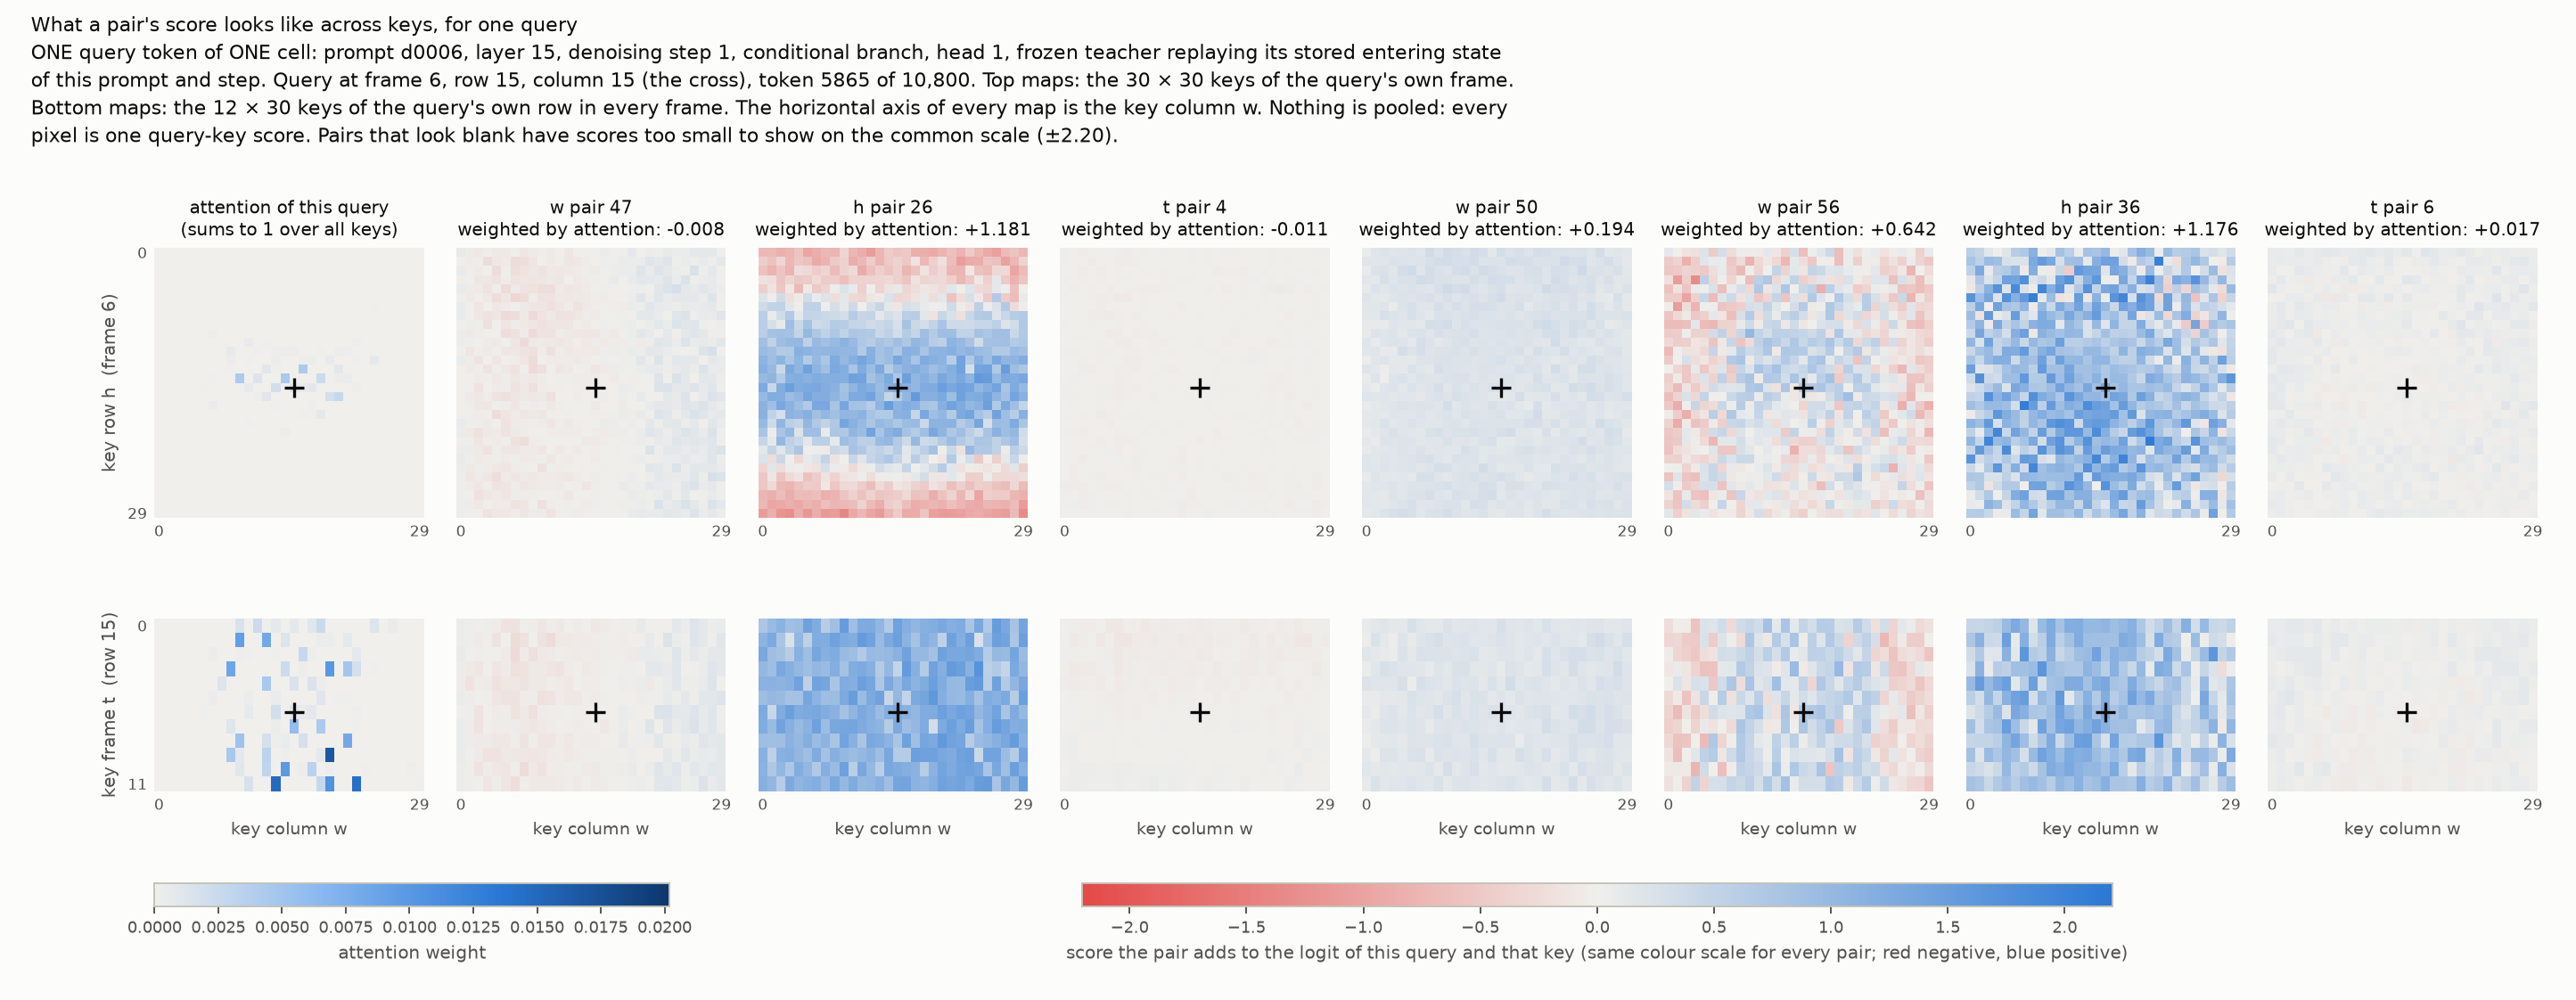 What a pair's score looks like across keys, for one query
ONE query token of ONE cell: prompt d0006, layer 15, denoising step 1, conditional branch, head 1, frozen teacher replaying its stored entering state
of this prompt and step. Query at frame 6, row 15, column 15 (the cross), token 5865 of 10,800. Top maps: the 30 × 30 keys of the query's own frame.
Bottom maps: the 12 × 30 keys of the query's own row in every frame. The horizontal axis of every map is the key column w. Nothing is pooled: every
pixel is one query-key score. Pairs that look blank have scores too small to show on the common scale (±2.20).
attention of this query
(sums to 1 over all keys)
w pair 47
weighted by attention: -0.008
h pair 26
weighted by attention: +1.181
t pair 4
weighted by attention: -0.011
w pair 50
weighted by attention: +0.194
w pair 56
weighted by attention: +0.642
h pair 36
weighted by attention: +1.176
t pair 6
weighted by attention: +0.017
key row h (frame 6)
0
29
0 29 0 29 0 29 0 29 0 29 0 29 0 29 0 29
key frame t (row 15)
0
11
0 29 0 29 0 29 0 29 0 29 0 29 0 29 0 29
key column w key column w key column w key column w key column w key column w key column w key column w
0.0000 0.0025 0.0050 0.0075 0.0100 0.0125 0.0150 0.0175 0.0200
attention weight
−2.0 −1.5 −1.0 −0.5 0.0 0.5 1.0 1.5 2.0
score the pair adds to the logit of this query and that key (same colour scale for every pair; red negative, blue positive)